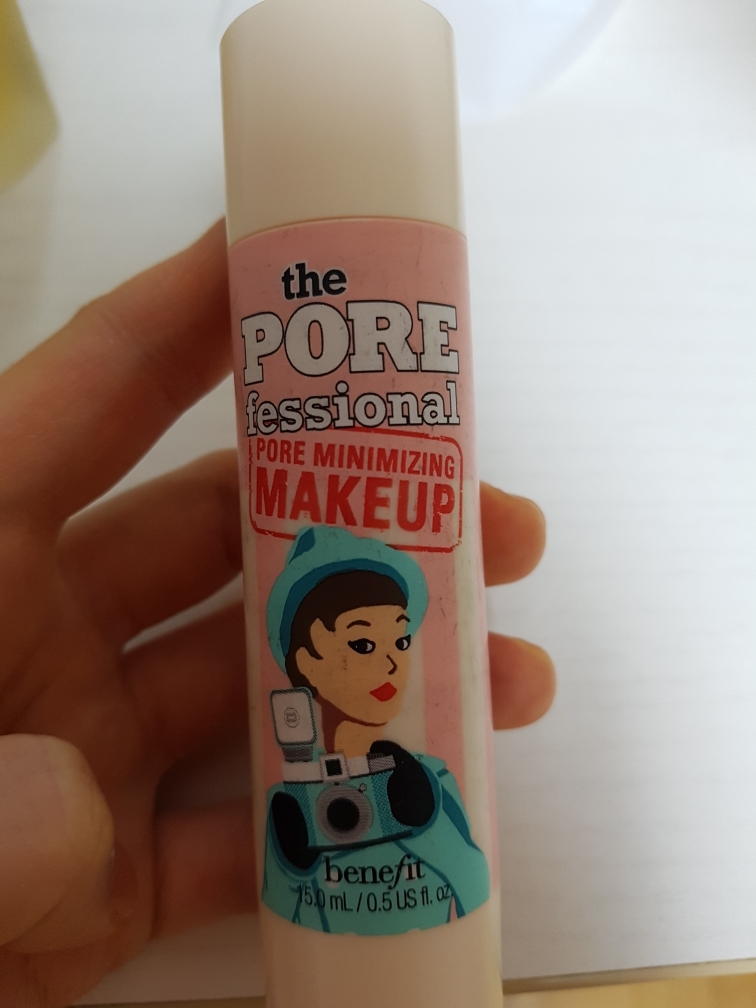 the
PORE
fessional
PORE MINIMIZING
MAKEUP
benefit
15.0 mL / 0.5 US fl. oz.